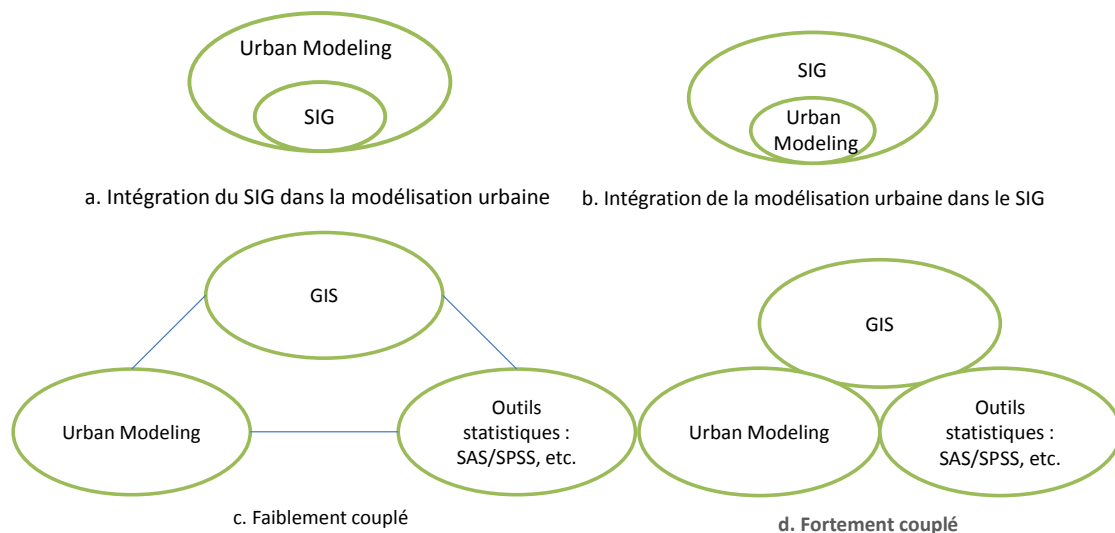 Urban Modeling
SIG
a. Intégration du SIG dans la modélisation urbaine
SIG
Urban
Modeling
b. Intégration de la modélisation urbaine dans le SIG
GIS
Urban Modeling
Outils
statistiques :
SAS/SPSS, etc.
c. Faiblement couplé
GIS
Urban Modeling
Outils
statistiques :
SAS/SPSS, etc.
d. Fortement couplé